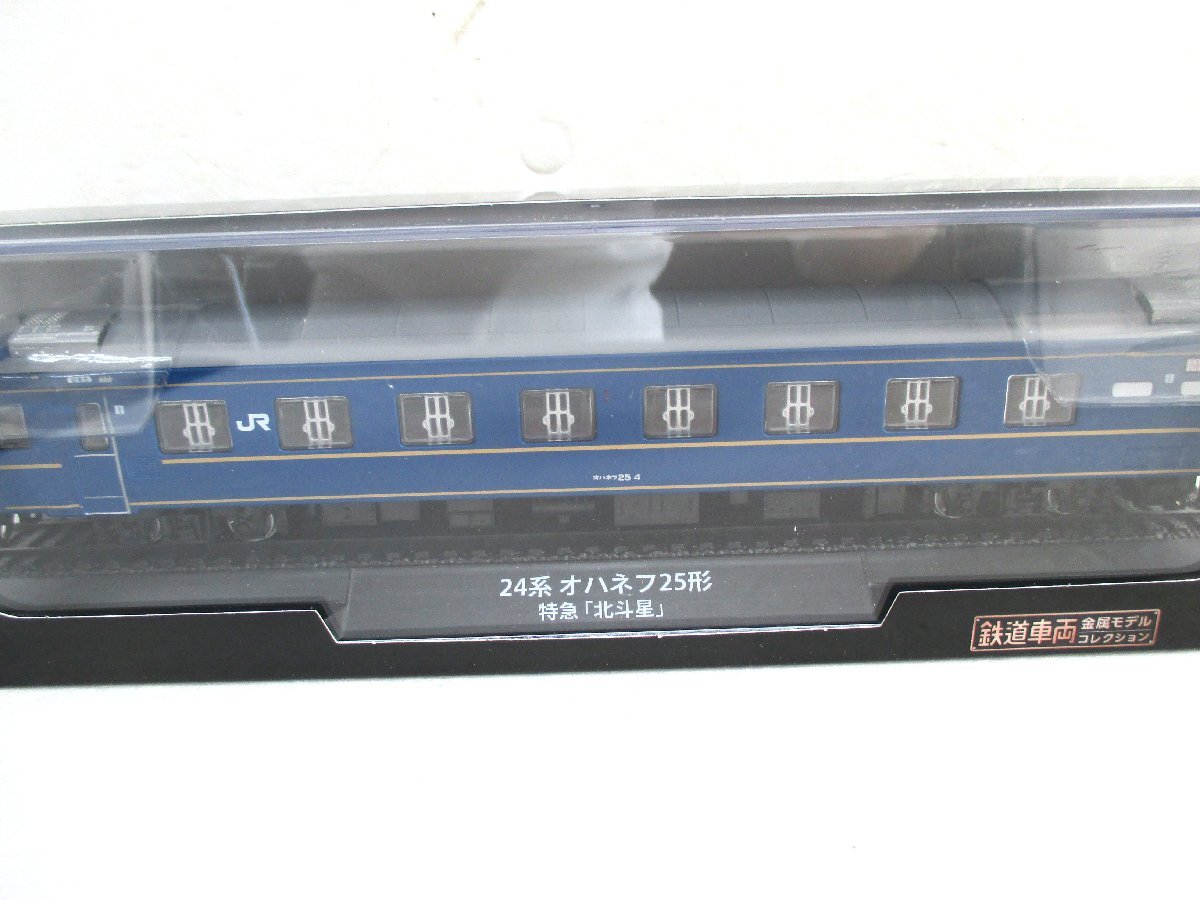 JR
オハネフ25 4
24系 オハネフ25形
特急「北斗星」
鉄道車両 金属モデル
コレクション